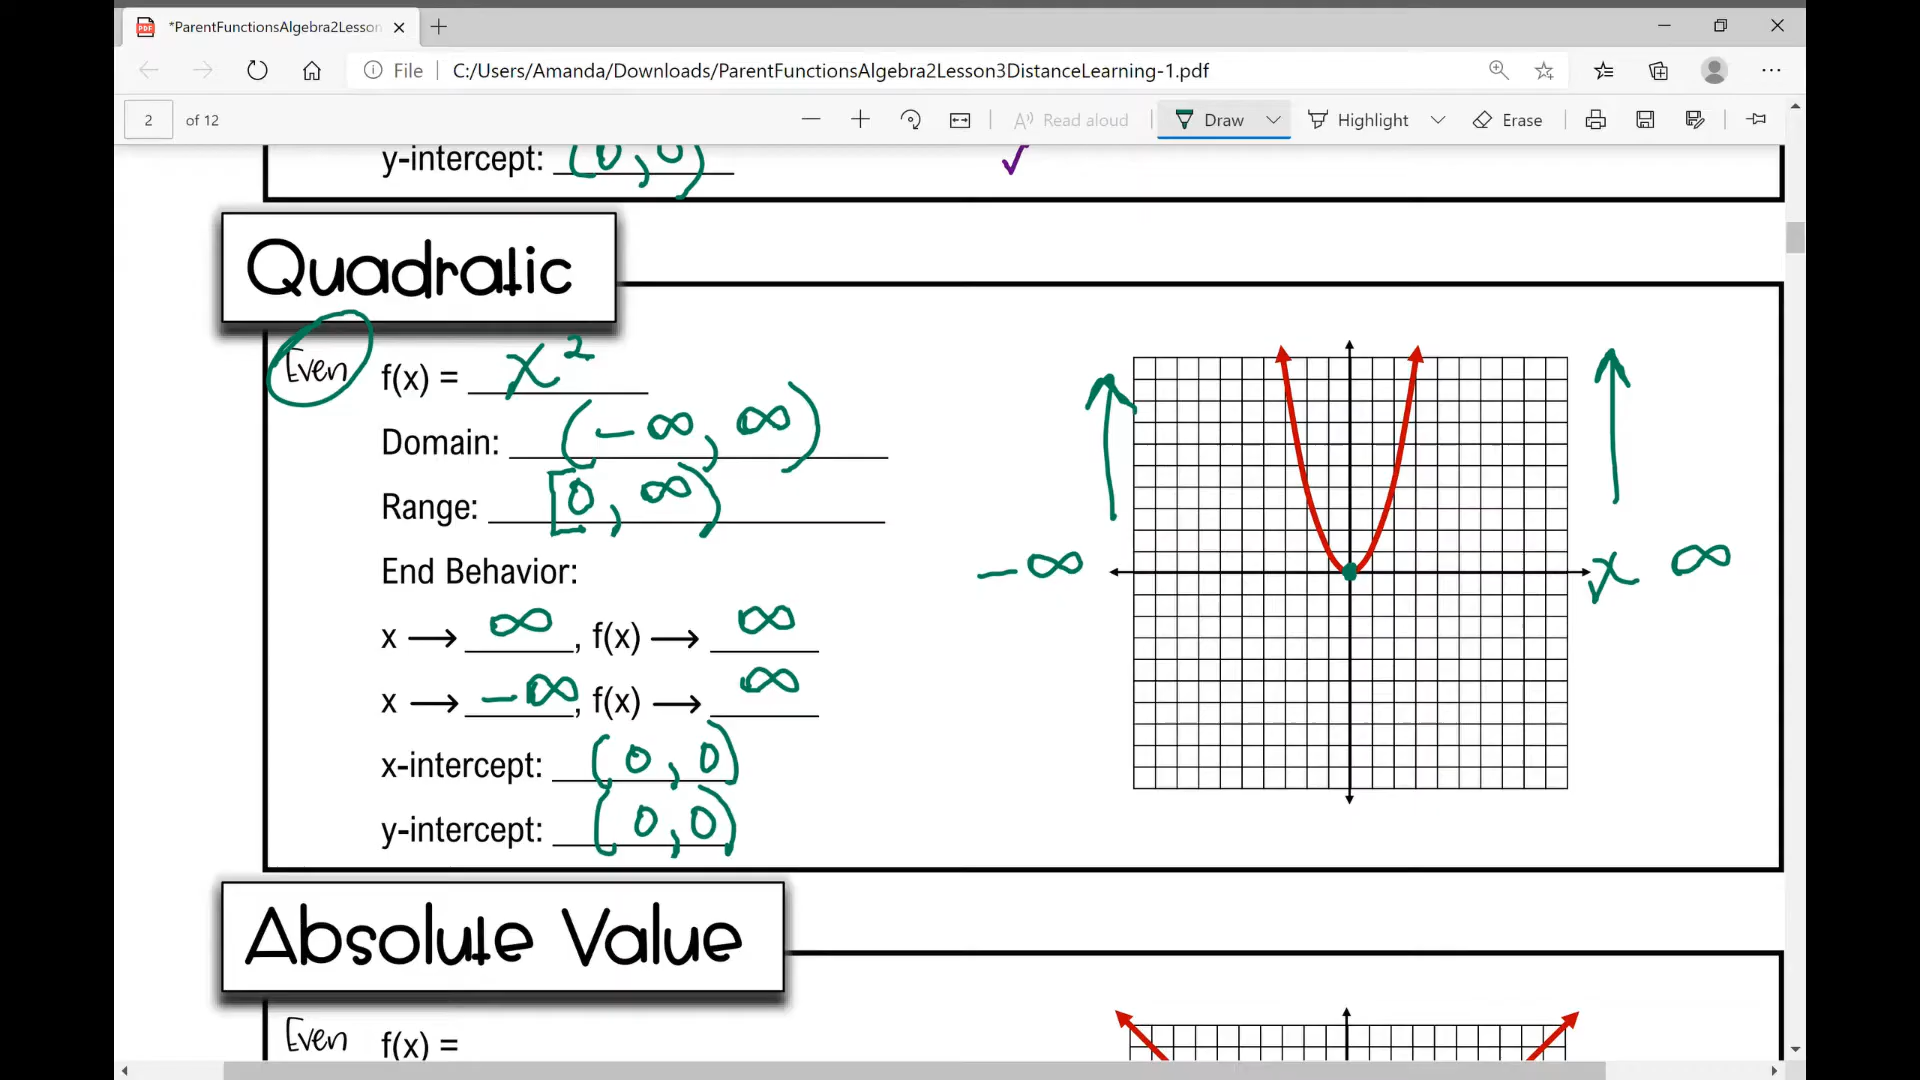 *ParentFunctionsAlgebra2Lesson
File C:/Users/Amanda/Downloads/ParentFunctionsAlgebra2Lesson3DistanceLearning-1.pdf
2 of 12 Read aloud Draw Highlight Erase
y-intercept: (0,0)
Quadratic
Even f(x) = x²
Domain: (-∞, ∞)
Range: [0, ∞)
End Behavior:
x → ∞, f(x) → ∞
x → -∞, f(x) → ∞
x-intercept: (0,0)
y-intercept: (0,0)
-∞ x ∞
Absolute Value
Even f(x) =